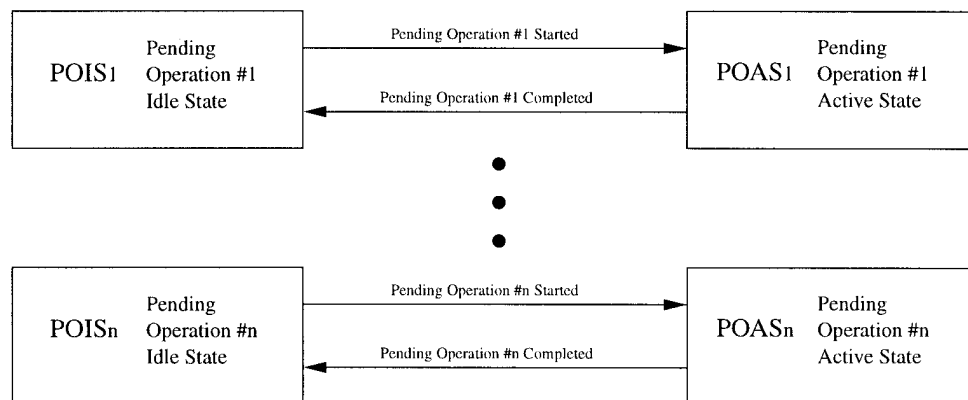 Pending Operation #1 Started
POIS1
Pending
Operation #1
Idle State
POAS1
Pending
Operation #1
Active State
Pending Operation #1 Completed
Pending Operation #n Started
POISn
Pending
Operation #n
Idle State
POASn
Pending
Operation #n
Active State
Pending Operation #n Completed